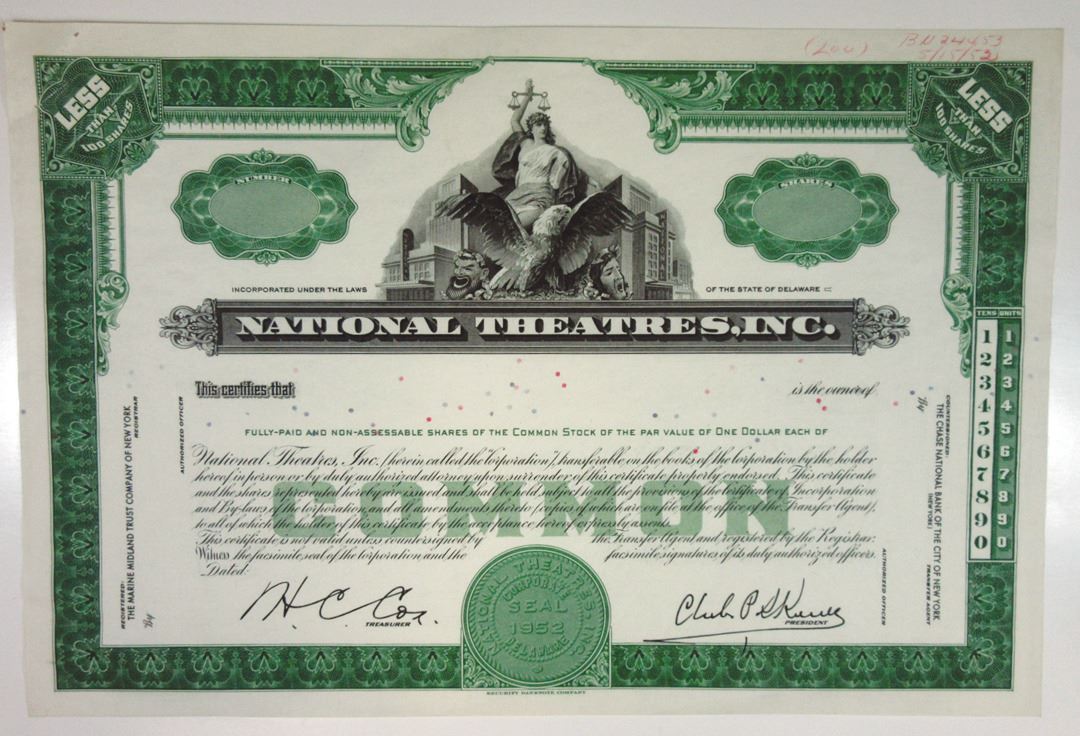 (Lou) BN24453
5/15/52
LESS THAN 100 SHARES
LESS THAN 100 SHARES
NUMBER
SHARES
INCORPORATED UNDER THE LAWS OF THE STATE OF DELAWARE
NATIONAL THEATRES, INC.
TENS UNITS
1 1
2 2
3 3
4 4
5 5
6 6
7 7
8 8
9 9
0 0
This certifies that is the owner of
FULLY-PAID AND NON-ASSESSABLE SHARES OF THE COMMON STOCK OF THE PAR VALUE OF ONE DOLLAR EACH OF
National Theatres, Inc. (herein called the "Corporation"), transferable on the books of the Corporation by the holder
hereof in person or by duly authorized attorney upon surrender of this certificate properly endorsed. This certificate
and the shares represented hereby are issued and shall be held subject to all the provisions of the Certificate of Incorporation
and By-laws of the Corporation, and all amendments thereto (copies of which are on file at the office of the Transfer Agent),
to all of which the holder of this certificate by the acceptance hereof expressly assents.
This certificate is not valid unless countersigned by the Transfer Agent and registered by the Registrar.
Witness the facsimile seal of the Corporation and the facsimile signatures of its duly authorized officers.
Dated:
COMMON
REGISTERED:
THE MARINE MIDLAND TRUST COMPANY OF NEW YORK
REGISTRAR
By
AUTHORIZED OFFICER
COUNTERSIGNED:
THE CHASE NATIONAL BANK OF THE CITY OF NEW YORK
(NEW YORK)
TRANSFER AGENT
By
AUTHORIZED OFFICER
H. C. Cox.
TREASURER
NATIONAL THEATRES, INC.
CORPORATE
SEAL
1952
DELAWARE
PRESIDENT
SECURITY BANKNOTE COMPANY